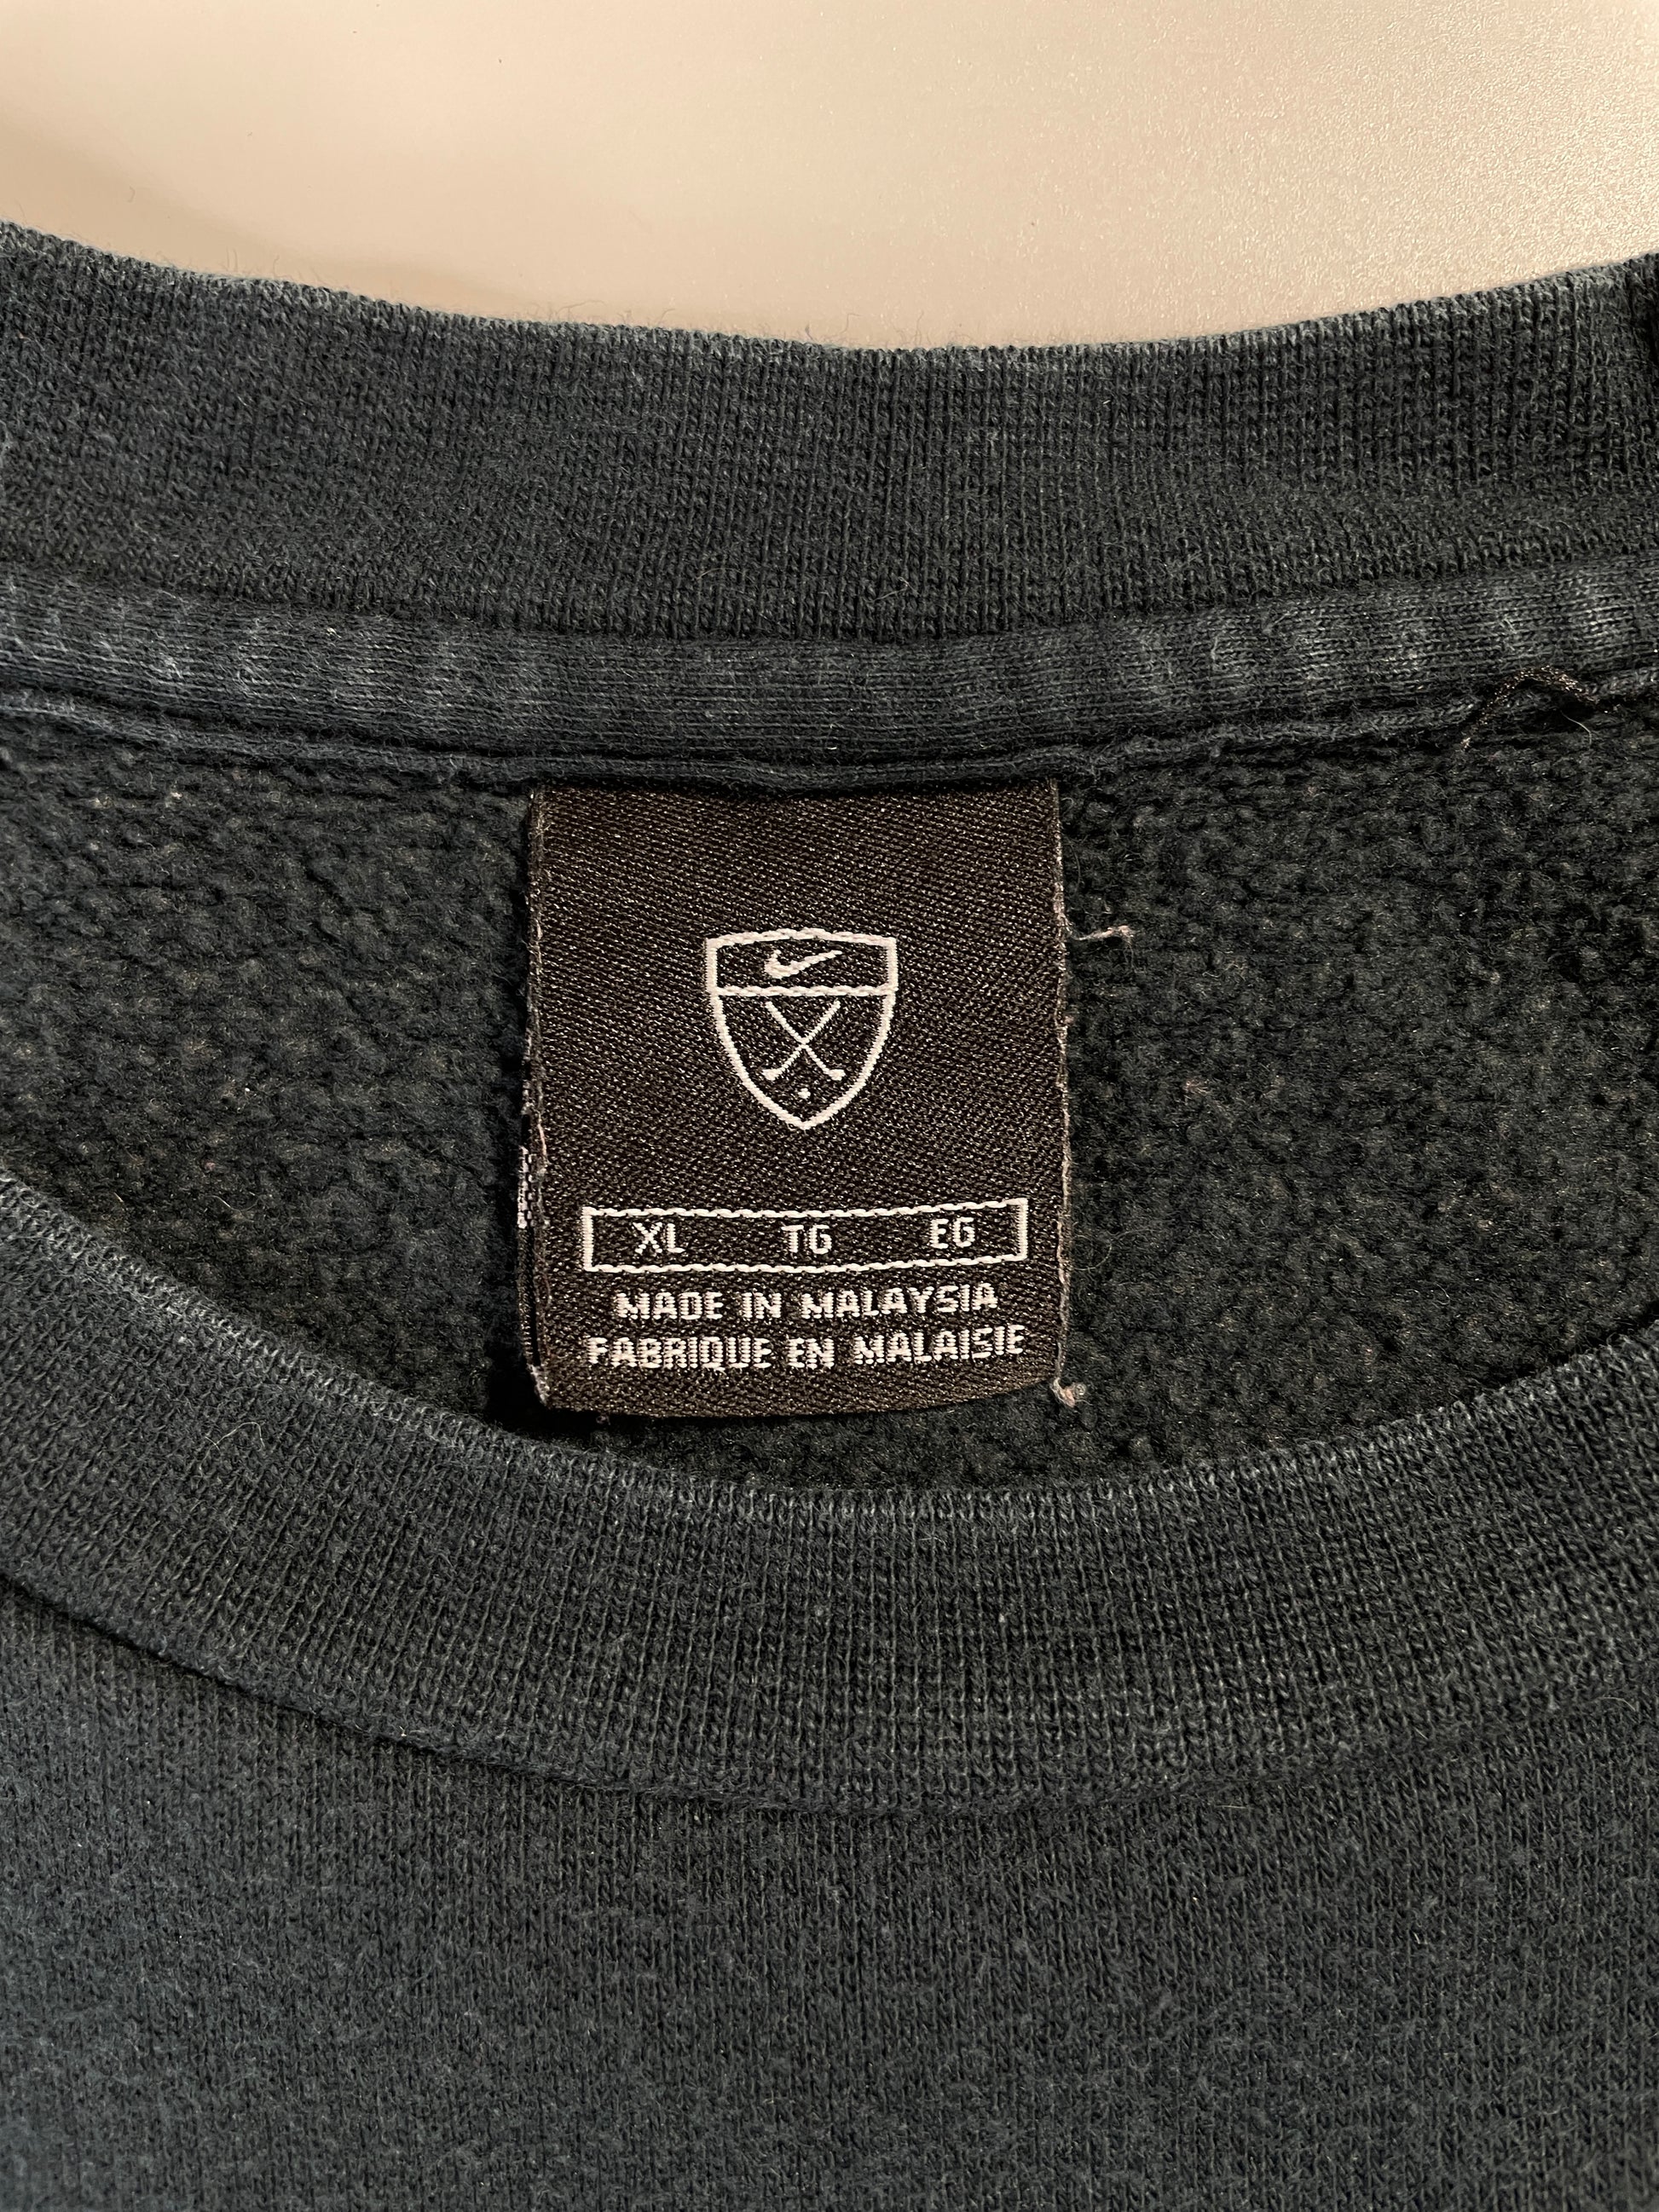 XL TG EG
MADE IN MALAYSIA
FABRIQUE EN MALAISIE